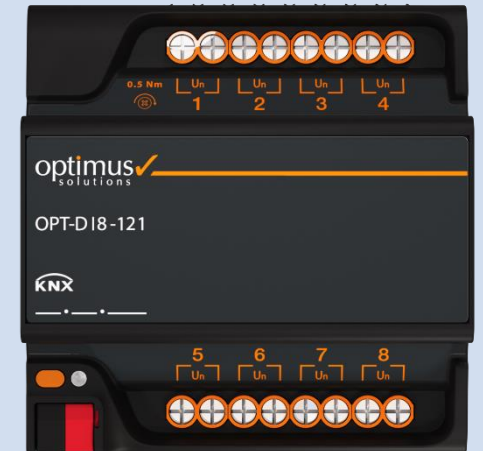 0.5 Nm Un Un Un Un
1 2 3 4
optimus
solutions
OPT-DI8-121
KNX
5 6 7 8
Un Un Un Un